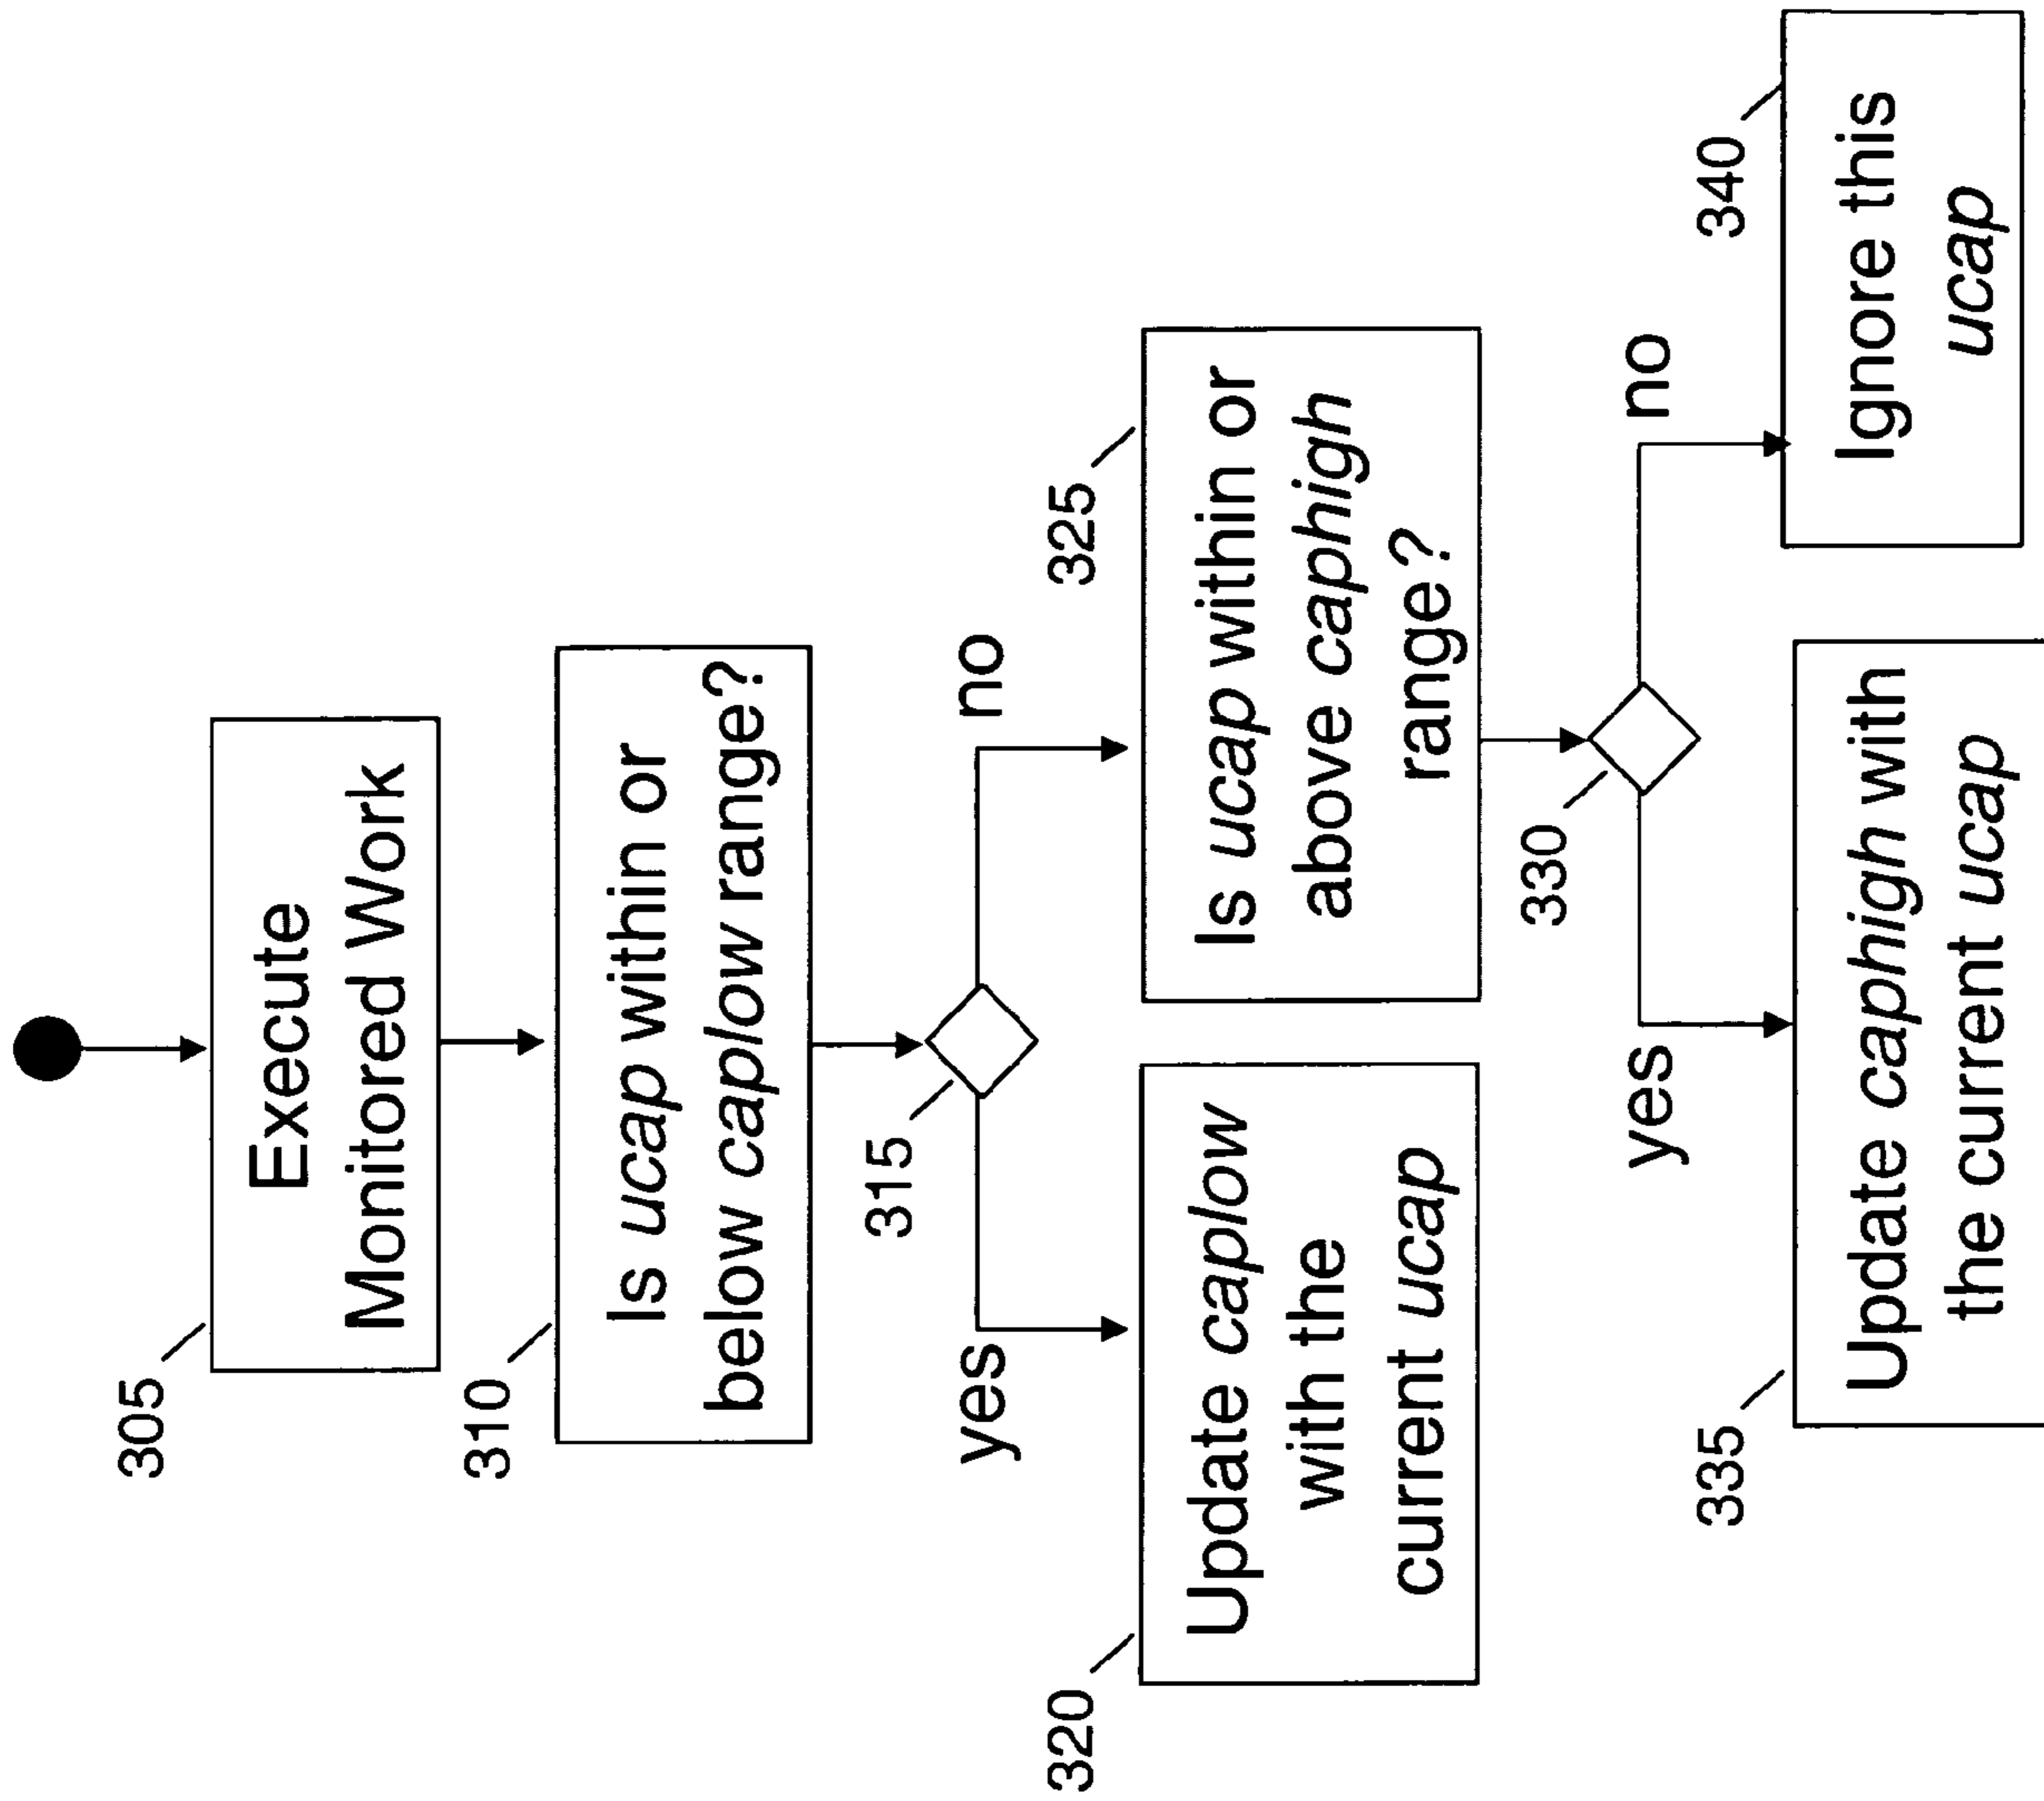 305
Execute
Monitored Work
310
Is ucap within or
below caplow range?
315
yes
no
320
Update caplow
with the
current ucap
325
Is ucap within or
above caphigh
range?
330
yes
no
335
Update caphigh with
the current ucap
340
Ignore this
ucap